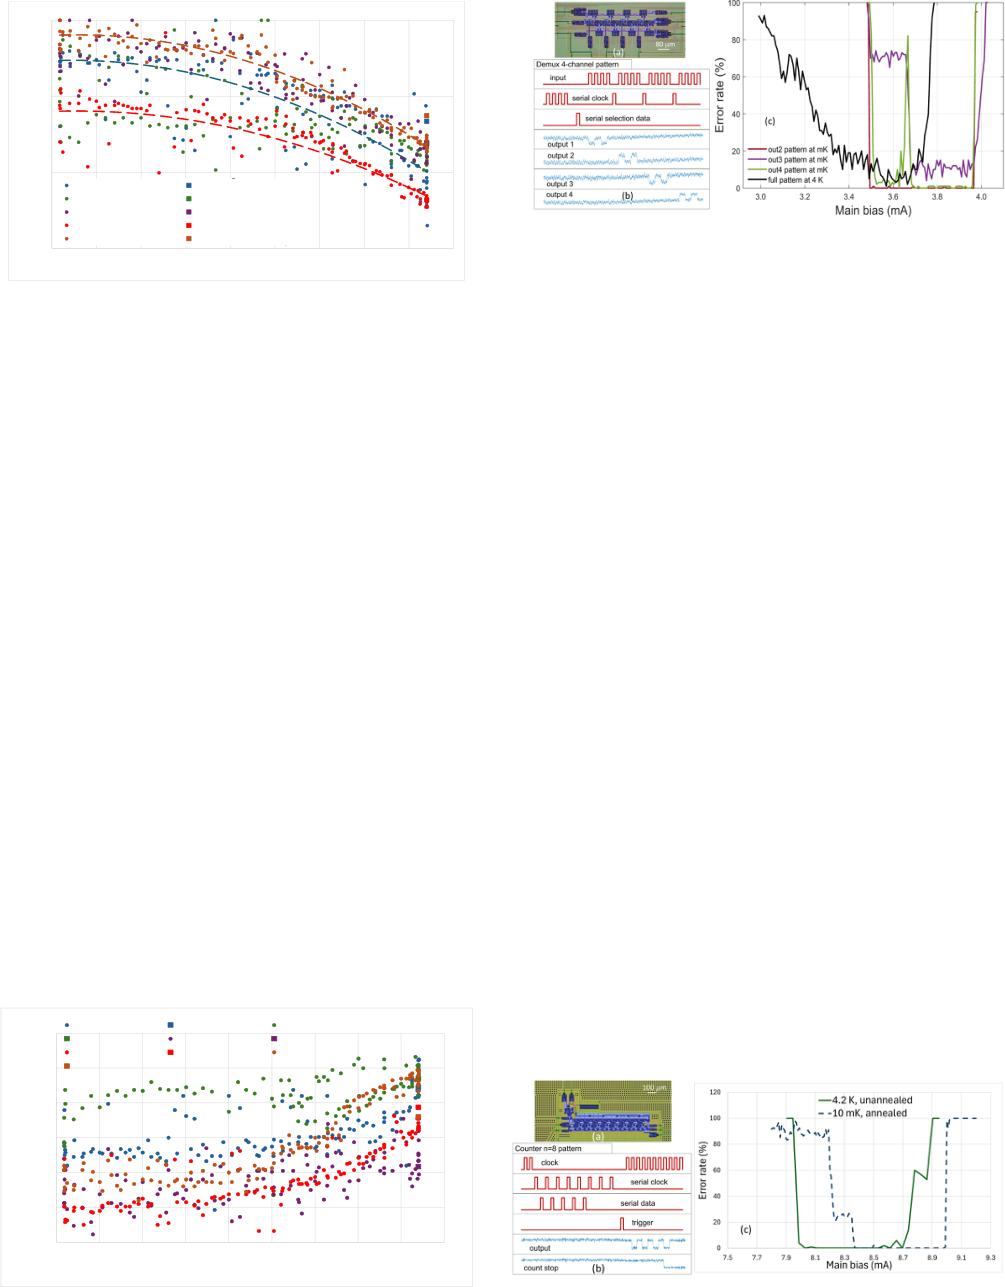 (a)
80 µm
Demux 4-channel pattern
input
serial clock
serial selection data
output 1
output 2
output 3
output 4
(b)
100
80
60
40
20
0
Error rate (%)
(c)
out2 pattern at mK
out3 pattern at mK
out4 pattern at mK
full pattern at 4 K
3.0 3.2 3.4 3.6 3.8 4.0
Main bias (mA)
100 µm
(a)
Counter n=8 pattern
clock
serial clock
serial data
trigger
output
count stop
(b)
120
100
80
60
40
20
0
Error rate (%)
4.2 K, unannealed
10 mK, annealed
(c)
7.5 7.7 7.9 8.1 8.3 8.5 8.7 8.9 9.1 9.3
Main bias (mA)